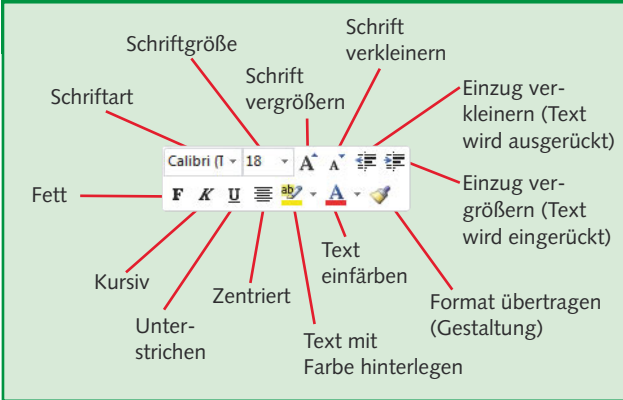 Schriftgröße
Schrift
verkleinern
Schriftart
Schrift
vergrößern
Einzug ver-
kleinern (Text
wird ausgerückt)
Calibri (T 18 A A
Fett
F K U ab A
Einzug ver-
größern (Text
wird eingerückt)
Kursiv
Unter-
strichen
Zentriert
Text
einfärben
Text mit
Farbe hinterlegen
Format übertragen
(Gestaltung)